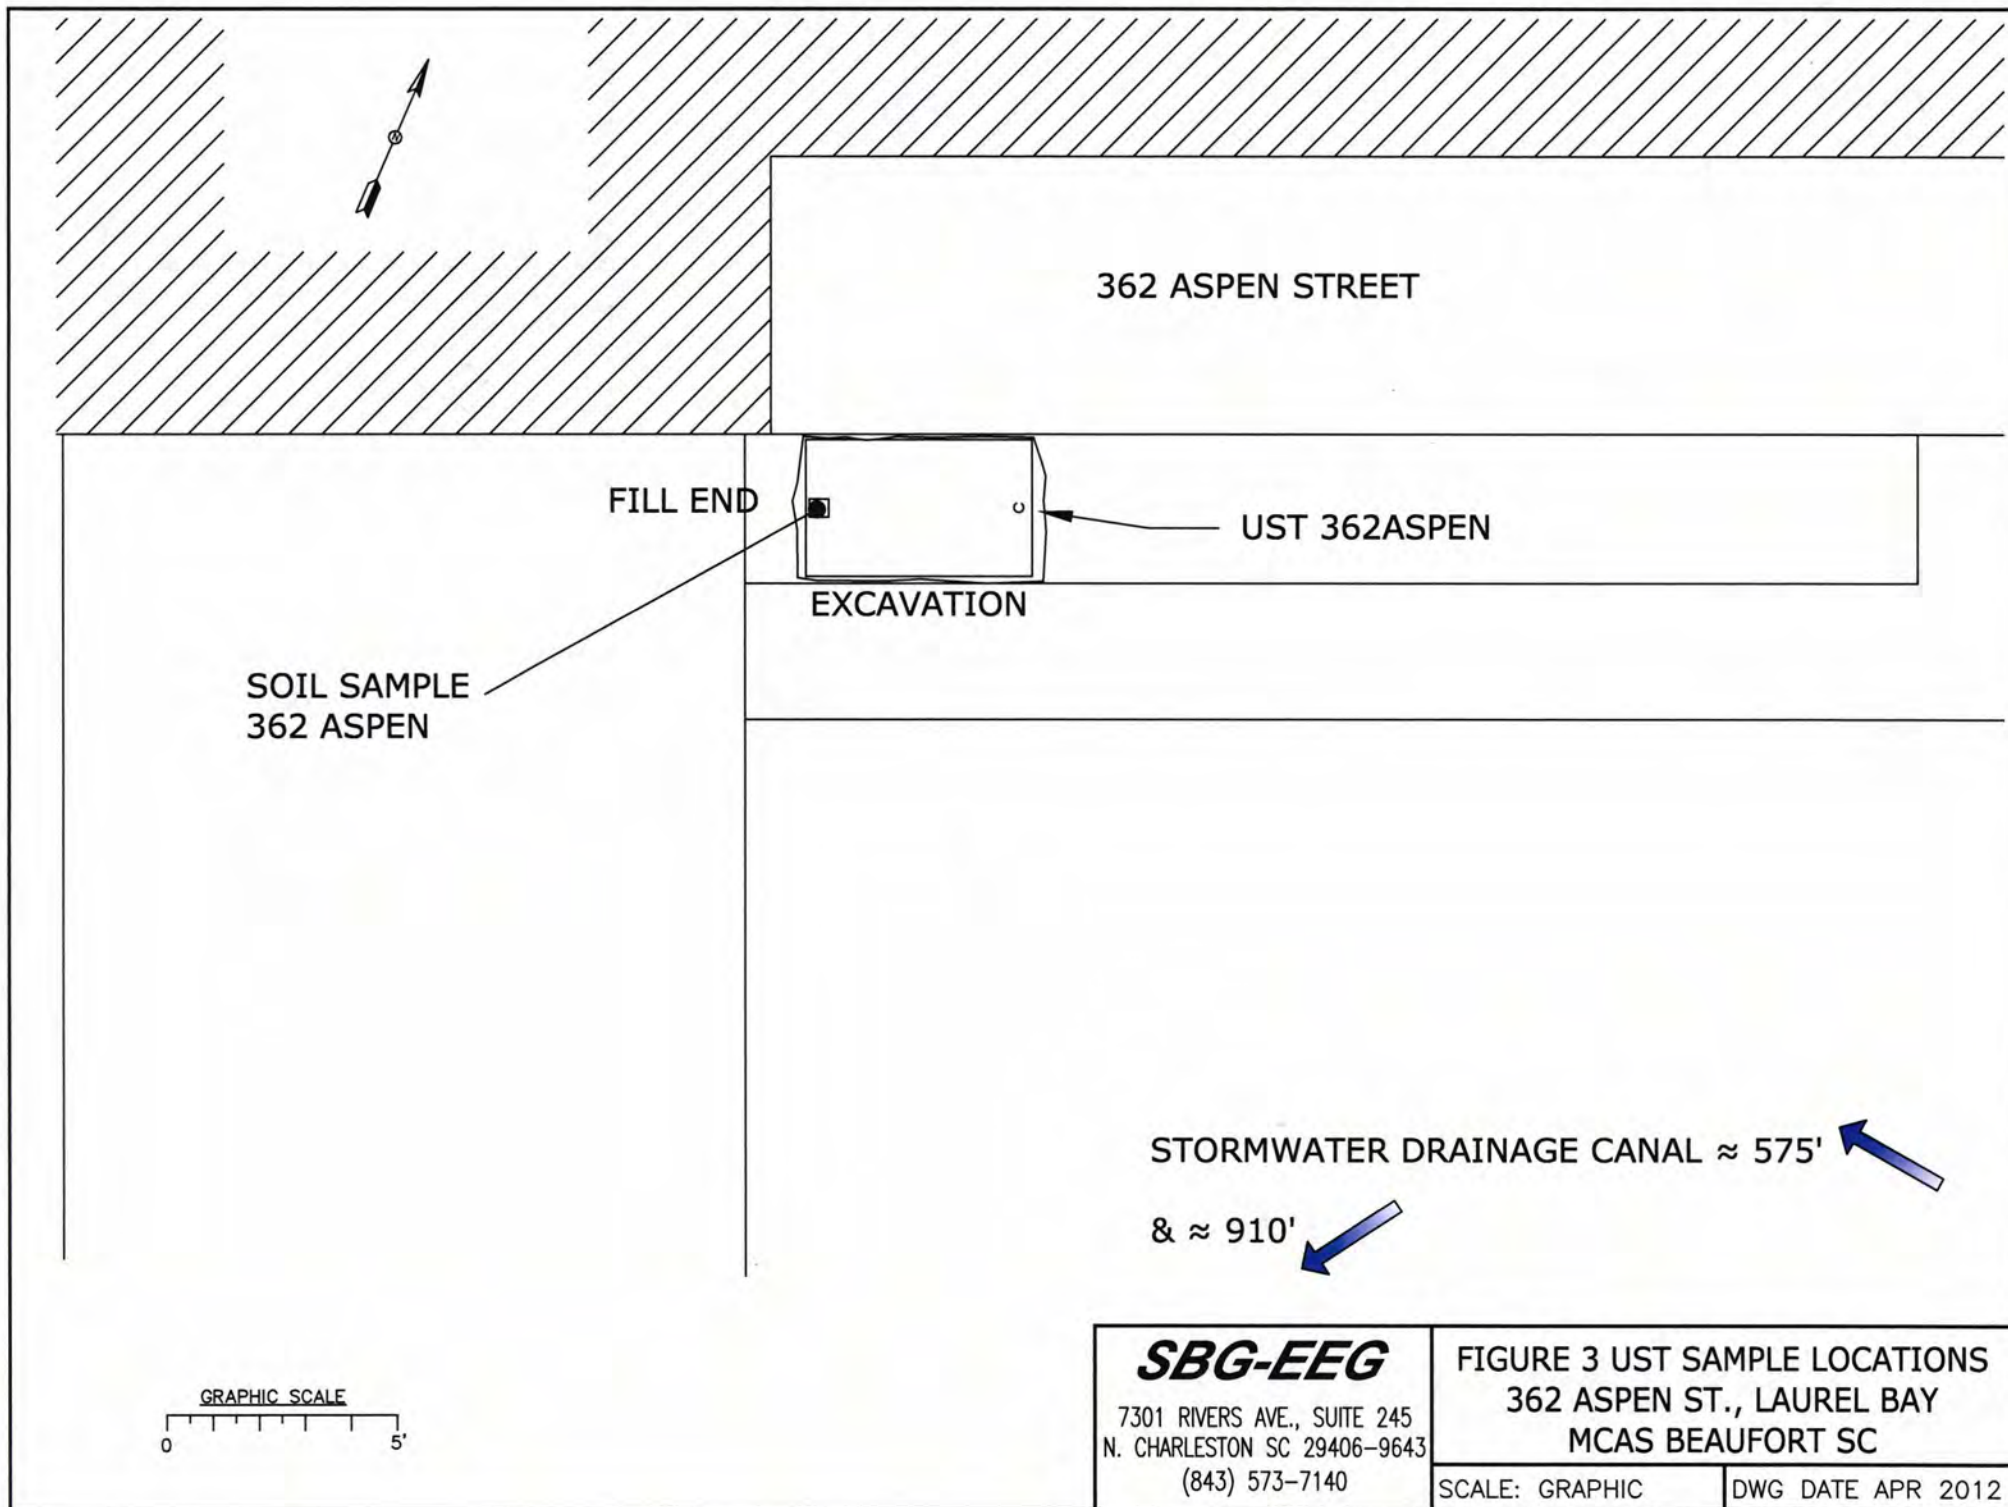 N
362 ASPEN STREET
FILL END
C
UST 362ASPEN
EXCAVATION
SOIL SAMPLE
362 ASPEN
STORMWATER DRAINAGE CANAL ≈ 575'
& ≈ 910'
GRAPHIC SCALE
0 5'
SBG-EEG
7301 RIVERS AVE., SUITE 245
N. CHARLESTON SC 29406-9643
(843) 573-7140
FIGURE 3 UST SAMPLE LOCATIONS
362 ASPEN ST., LAUREL BAY
MCAS BEAUFORT SC
SCALE: GRAPHIC
DWG DATE APR 2012